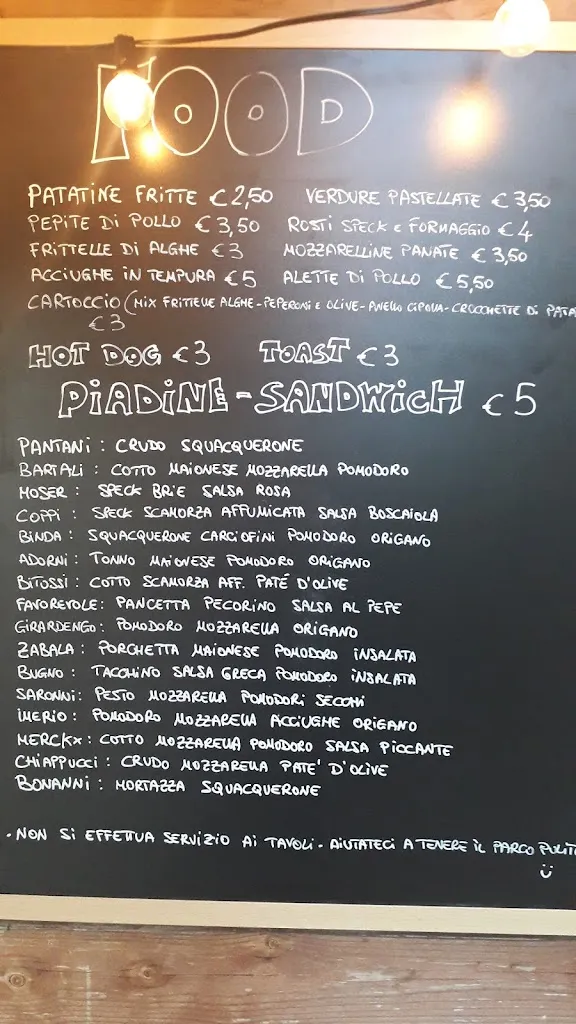 FOOD
PATATINE FRITTE € 2,50 VERDURE PASTELLATE € 3,50
PEPITE DI POLLO € 3,50 ROSTI SPECK E FORMAGGIO € 4
FRITTELLE DI ALGHE € 3 MOZZARELLINE PANATE € 3,50
ACCIUGHE IN TEMPURA € 5 ALETTE DI POLLO € 5,50
CARTOCCIO (MIX FRITTELLE ALGHE - PEPERONI E OLIVE - ANELLO CIPOLLA - CROCCHETTE DI PATA
€ 3
HOT DOG € 3 TOAST € 3
PIADINE - SANDWICH € 5
PANTANI : CRUDO SQUACQUERONE
BARTALI : COTTO MAIONESE MOZZARELLA POMODORO
MOSER : SPECK BRIE SALSA ROSA
COPPI : SPECK SCAMORZA AFFUMICATA SALSA BOSCAIOLA
BINDA : SQUACQUERONE CARCIOFINI POMODORO ORIGANO
ADORNI : TONNO MAIONESE POMODORO ORIGANO
BITOSSI : COTTO SCAMORZA AFF. PATÉ D'OLIVE
FAVOREVOLE : PANCETTA PECORINO SALSA AL PEPE
GIRARDENGO : POMODORO MOZZARELLA ORIGANO
ZABALA : PORCHETTA MAIONESE POMODORO INSALATA
BUGNO : TACCHINO SALSA GRECA POMODORO INSALATA
SARONNI : PESTO MOZZARELLA POMODORI SECCHI
IMERIO : POMODORO MOZZARELLA ACCIUGHE ORIGANO
MERCKX : COTTO MOZZARELLA POMODORO SALSA PICCANTE
CHIAPPUCCI : CRUDO MOZZARELLA PATE' D'OLIVE
BONANNI : MORTAZZA SQUACQUERONE
- NON SI EFFETTUA SERVIZIO AI TAVOLI - AIUTATECI A TENERE IL PARCO PULIT